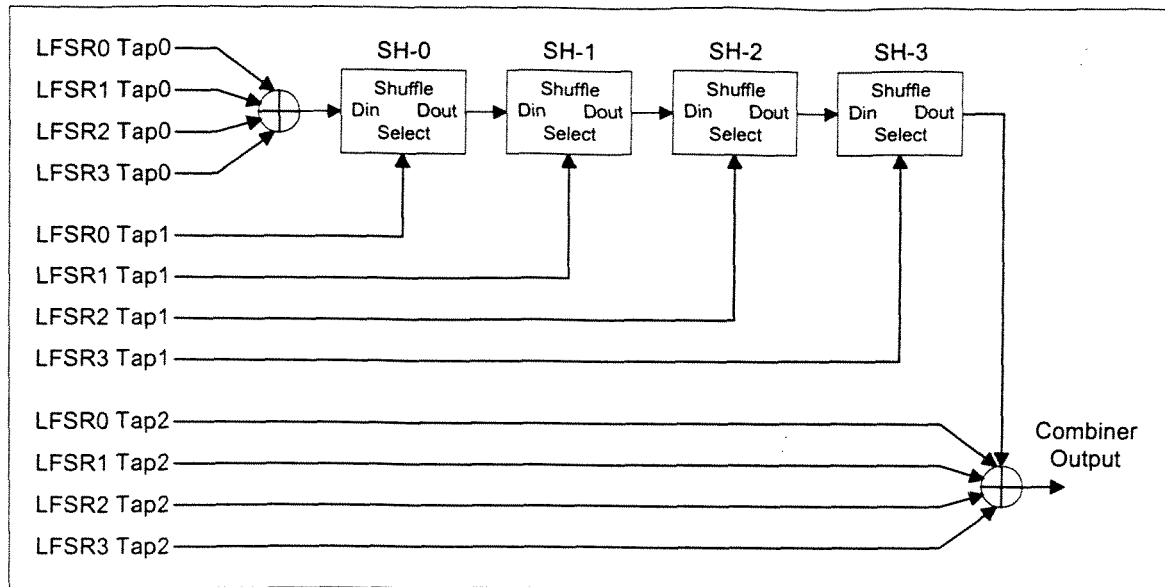 LFSR0 Tap0
LFSR1 Tap0
LFSR2 Tap0
LFSR3 Tap0
SH-0
SH-1
SH-2
SH-3
Shuffle
Din Dout
Select
Shuffle
Din Dout
Select
Shuffle
Din Dout
Select
Shuffle
Din Dout
Select
LFSR0 Tap1
LFSR1 Tap1
LFSR2 Tap1
LFSR3 Tap1
LFSR0 Tap2
LFSR1 Tap2
LFSR2 Tap2
LFSR3 Tap2
Combiner
Output